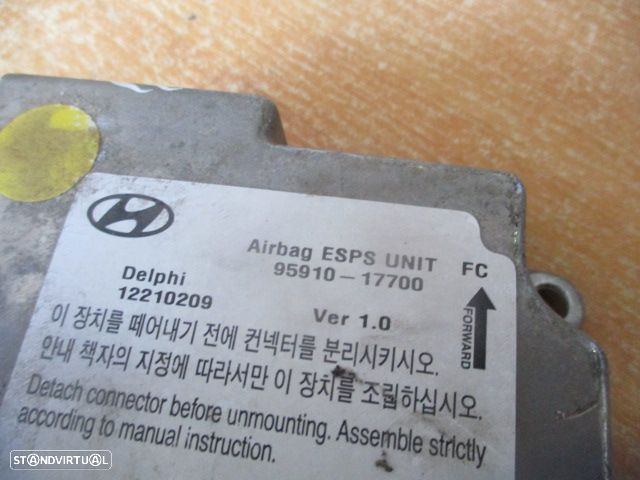 Airbag ESPS UNIT FC
95910-17700
Delphi
12210209
Ver 1.0
FORWARD
이 장치를 떼어내기 전에 컨넥터를 분리시키시오.
안내 책자의 지정에 따라서만 이 장치를 조립하십시오.
Detach connector before unmounting. Assemble strictly
according to manual instruction.
STANDVIRTUAL